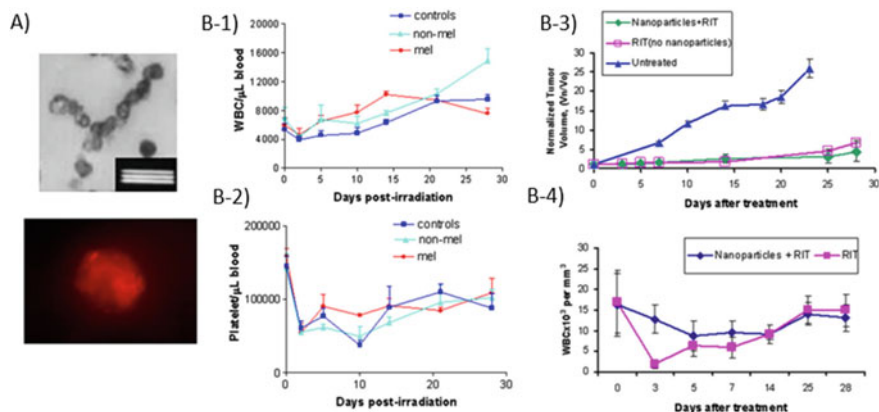 A)
B-1)
controls
non-mel
mel
WBC/μL blood
20000
16000
12000
8000
4000
0
0 5 10 15 20 25 30
Days post-irradiation
B-2)
controls
non-mel
mel
Platelet/μL blood
200000
100000
0
0 10 20 30
Days post-irradiation
B-3)
Nanoparticles+RIT
RIT(no nanoparticles)
Untreated
Normalized Tumor
Volume, (Vn/Vo)
30
25
20
15
10
5
0
0 10 20 30
Days after treatment
B-4)
Nanoparticles + RIT RIT
WBCx10³ per mm³
30
25
20
15
10
5
0
0 3 5 7 14 25 28
Days after treatment